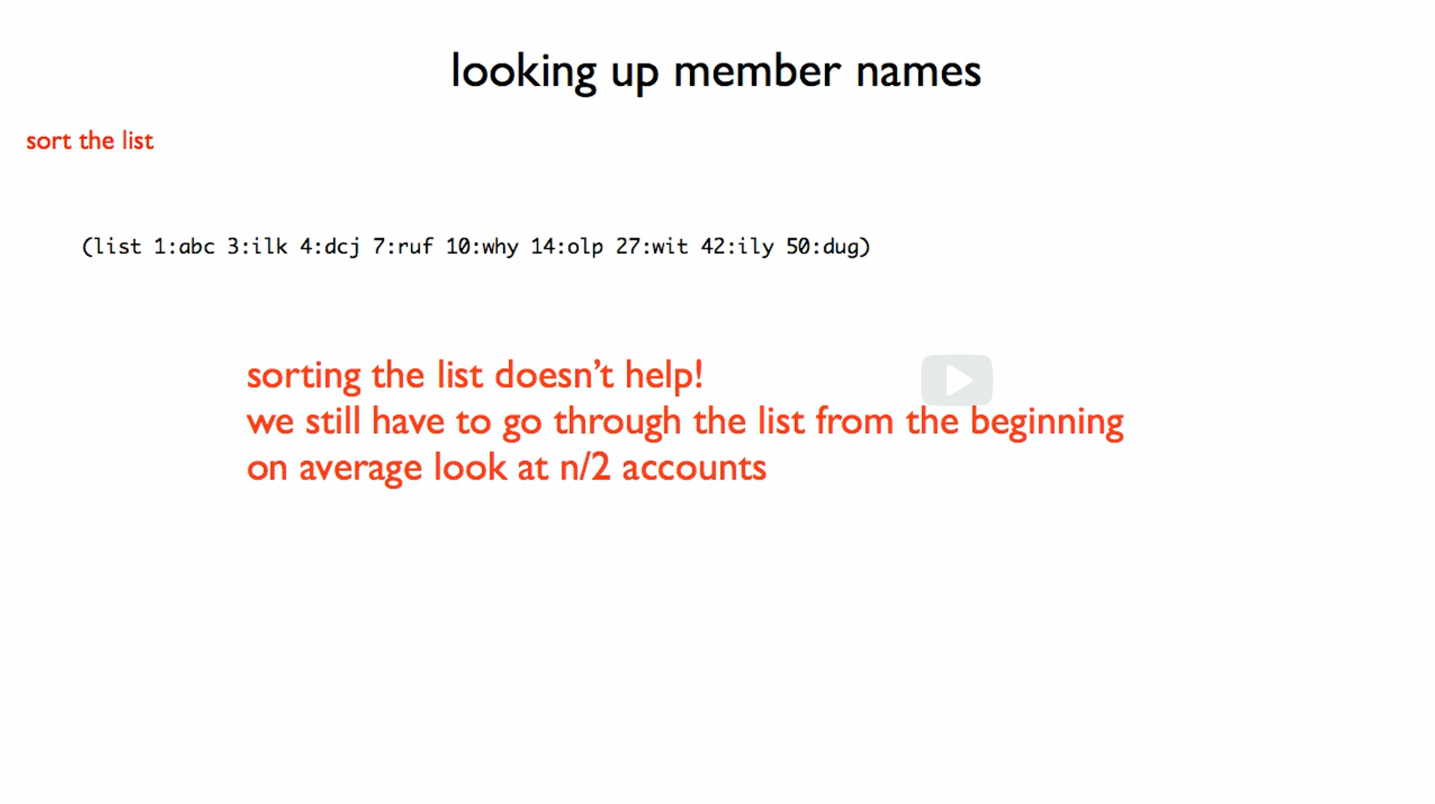 looking up member names
sort the list
(list 1:abc 3:ilk 4:dcj 7:ruf 10:why 14:olp 27:wit 42:ily 50:dug)
sorting the list doesn’t help!
we still have to go through the list from the beginning
on average look at n/2 accounts